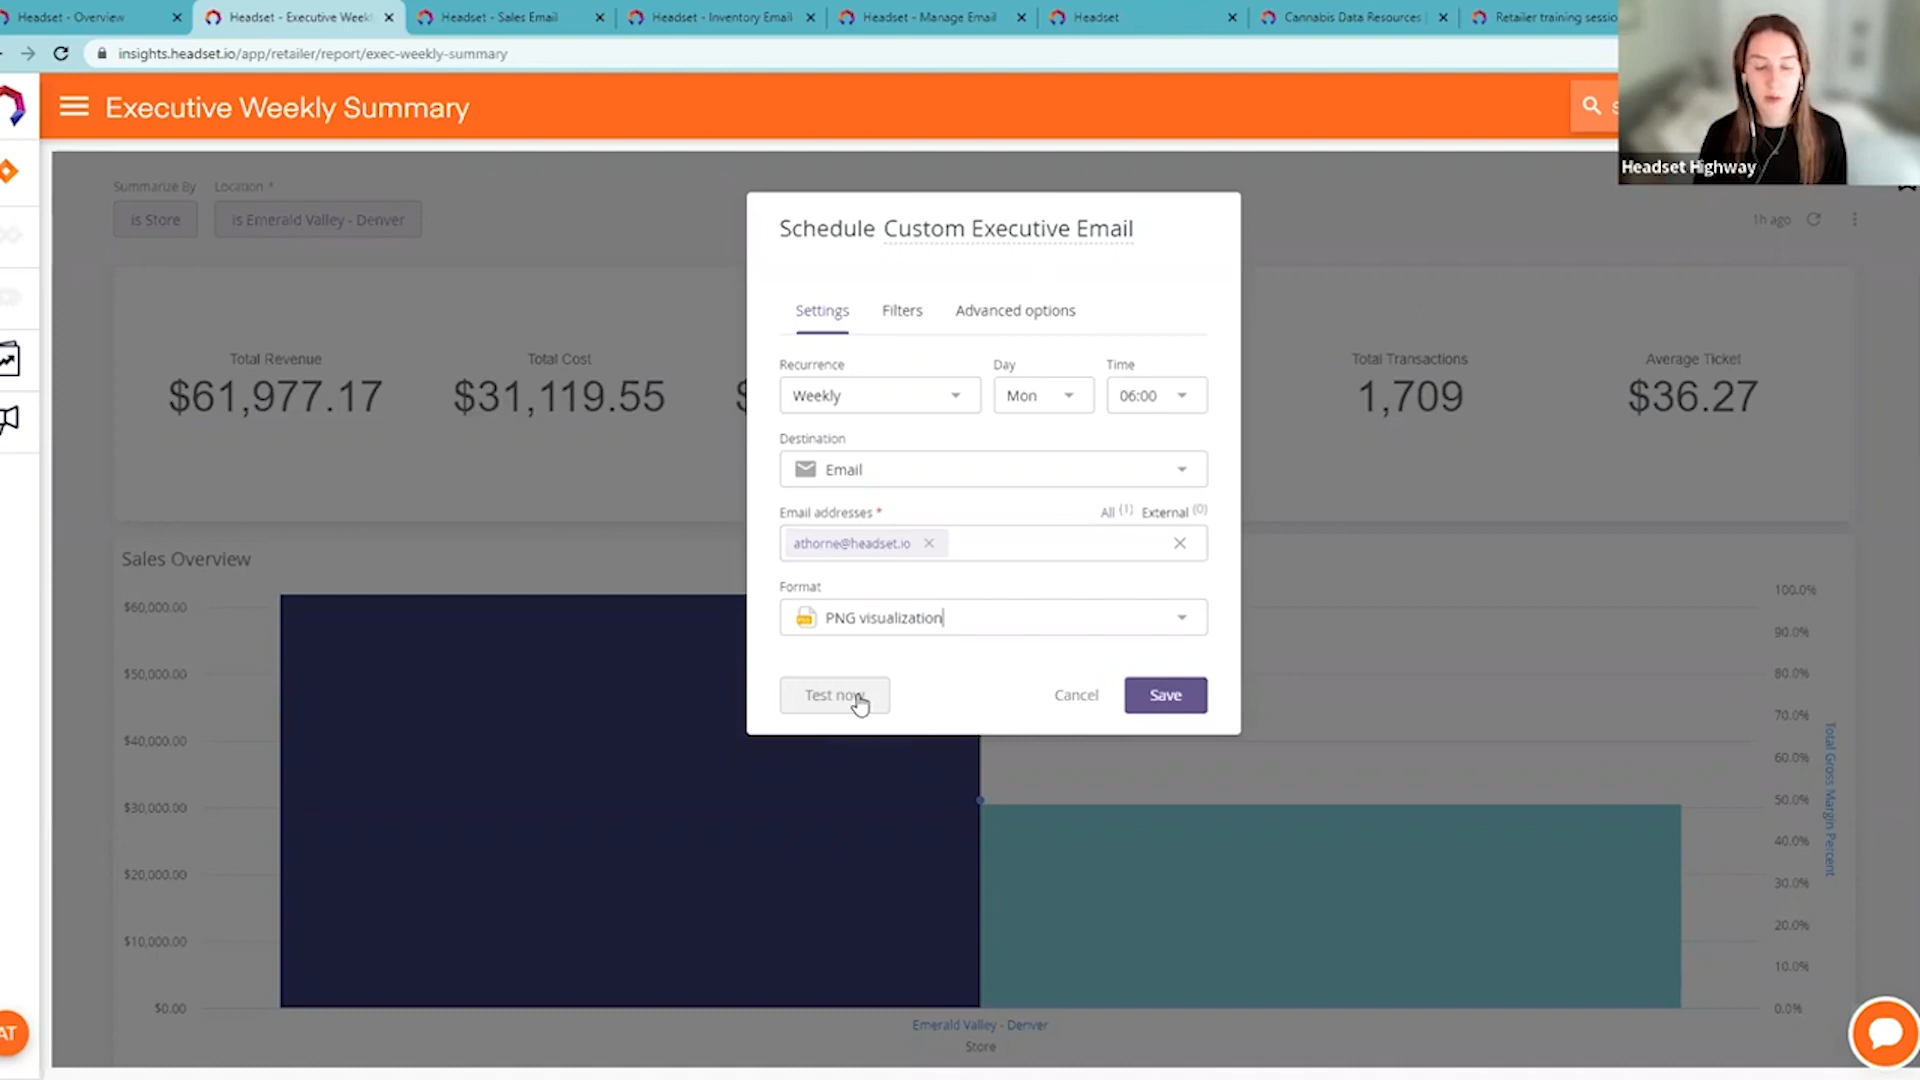 Headset - Overview
Headset - Executive Week
Headset - Sales Email
Headset - Inventory Email
Headset - Manage Email
Headset
Cannabis Data Resources
Retailer training sessio
insights.headset.io/app/retailer/report/exec-weekly-summary
Executive Weekly Summary
Headset Highway
Summarize By
Location *
is Store
is Emerald Valley - Denver
1h ago
Schedule Custom Executive Email
Settings
Filters
Advanced options
Recurrence
Day
Time
Weekly
Mon
06:00
Destination
Email
Email addresses *
All (1) External (0)
athorne@headset.io
Format
PNG visualization
Test now
Cancel
Save
Total Revenue
$61,977.17
Total Cost
$31,119.55
$
Total Transactions
1,709
Average Ticket
$36.27
Sales Overview
$60,000.00
$50,000.00
$40,000.00
$30,000.00
$20,000.00
$10,000.00
$0.00
100.0%
90.0%
80.0%
70.0%
60.0%
50.0%
40.0%
30.0%
20.0%
10.0%
0.0%
Total Gross Margin Percent
Emerald Valley - Denver
Store
AT